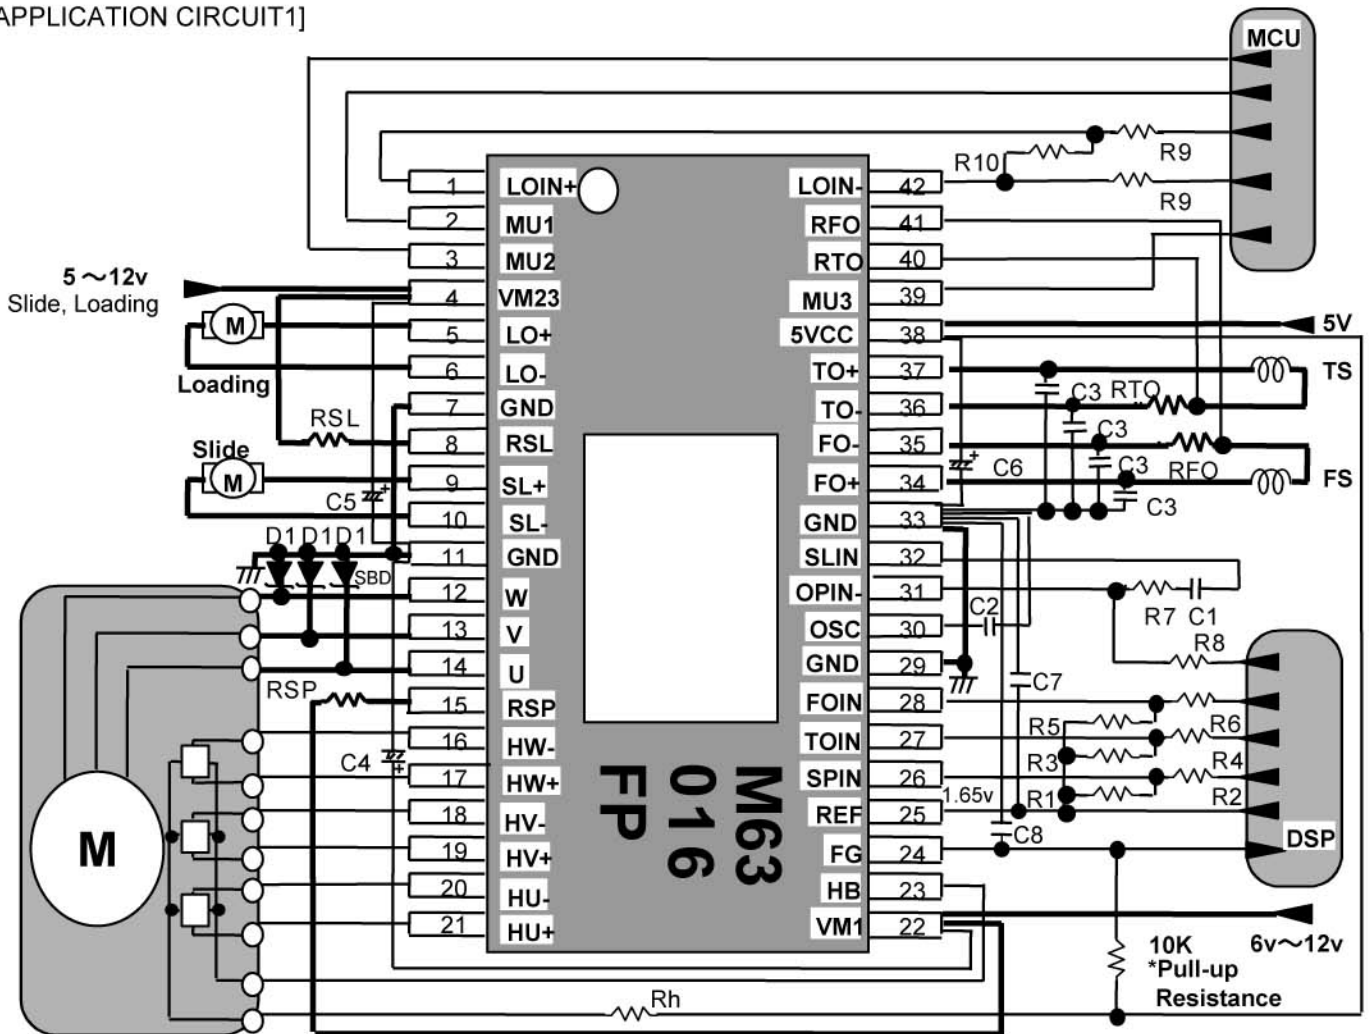 APPLICATION CIRCUIT1]
MCU
R10
R9
R9
1 LOIN+
2 MU1
3 MU2
4 VM23
5 LO+
6 LO-
7 GND
8 RSL
9 SL+
10 SL-
11 GND
12 W
13 V
14 U
15 RSP
16 HW-
17 HW+
18 HV-
19 HV+
20 HU-
21 HU+
LOIN- 42
RFO 41
RTO 40
MU3 39
5VCC 38
TO+ 37
TO- 36
FO- 35
FO+ 34
GND 33
SLIN 32
OPIN- 31
OSC 30
GND 29
FOIN 28
TOIN 27
SPIN 26
REF 25
FG 24
HB 23
VM1 22
M63
016
FP
5～12v
Slide, Loading
M
Loading
RSL
Slide
M
C5
D1 D1 D1
SBD
RSP
C4
M
5V
TS
C3
RTO
C3
C3
RFO
C6
FS
C3
C2
R7 C1
R8
C7
R5
R6
R3
R4
R1
R2
1.65v
C8
DSP
10K
*Pull-up
Resistance
6v～12v
Rh